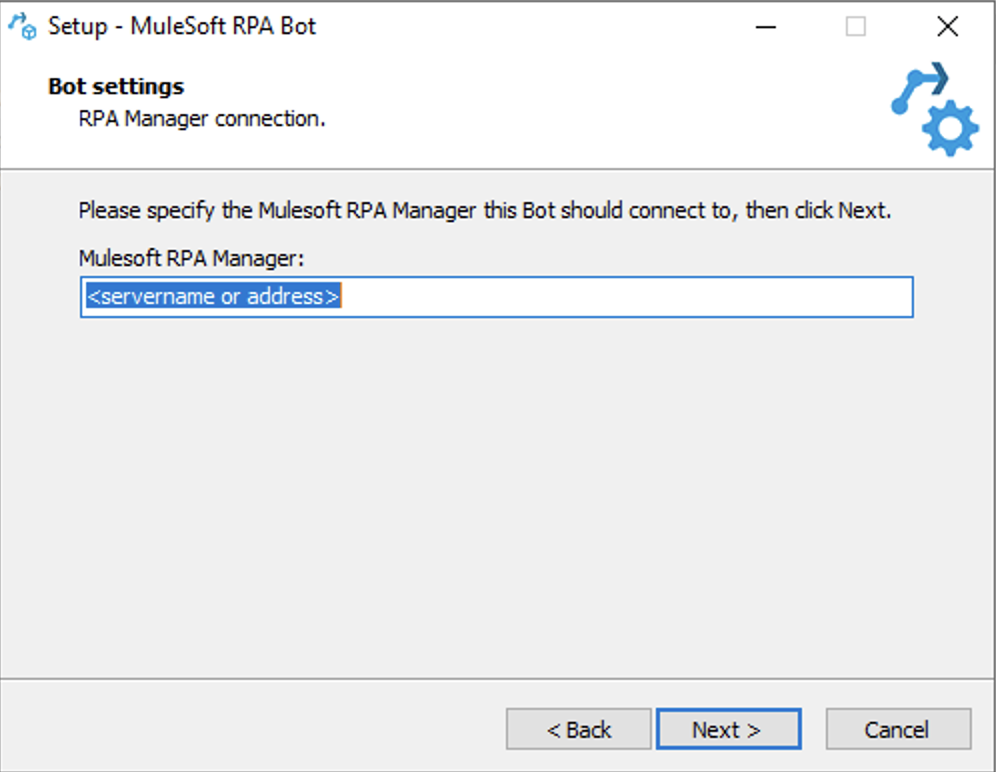 Setup - MuleSoft RPA Bot
Bot settings
RPA Manager connection.
Please specify the Mulesoft RPA Manager this Bot should connect to, then click Next.
Mulesoft RPA Manager:
<servername or address>
< Back
Next >
Cancel